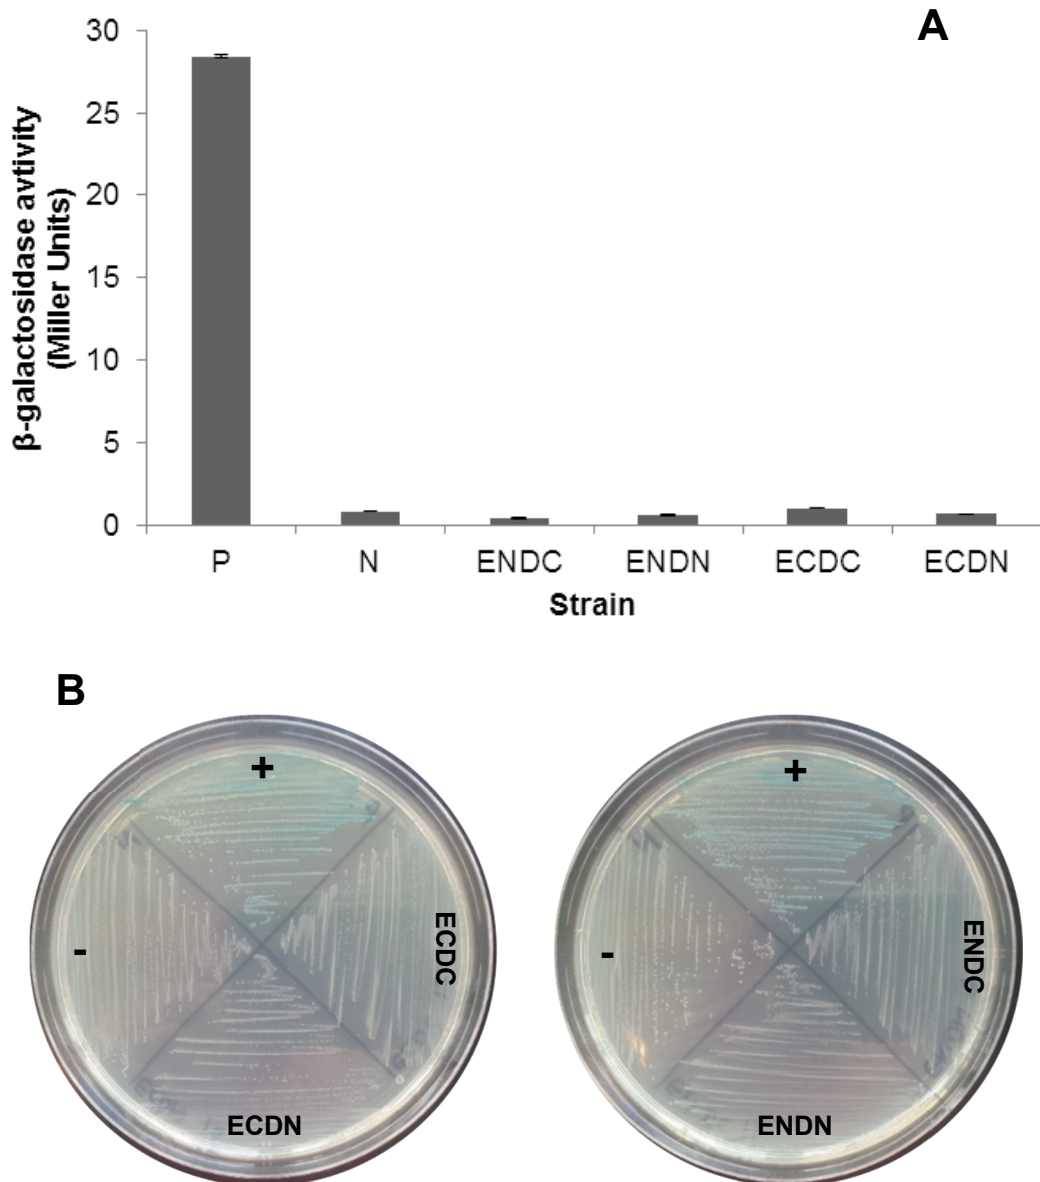 A
β-galactosidase avtivity
(Miller Units)
30
25
20
15
10
5
0
P N ENDC ENDN ECDC ECDN
Strain
B
+
-
ECDC
ECDN
+
-
ENDC
ENDN